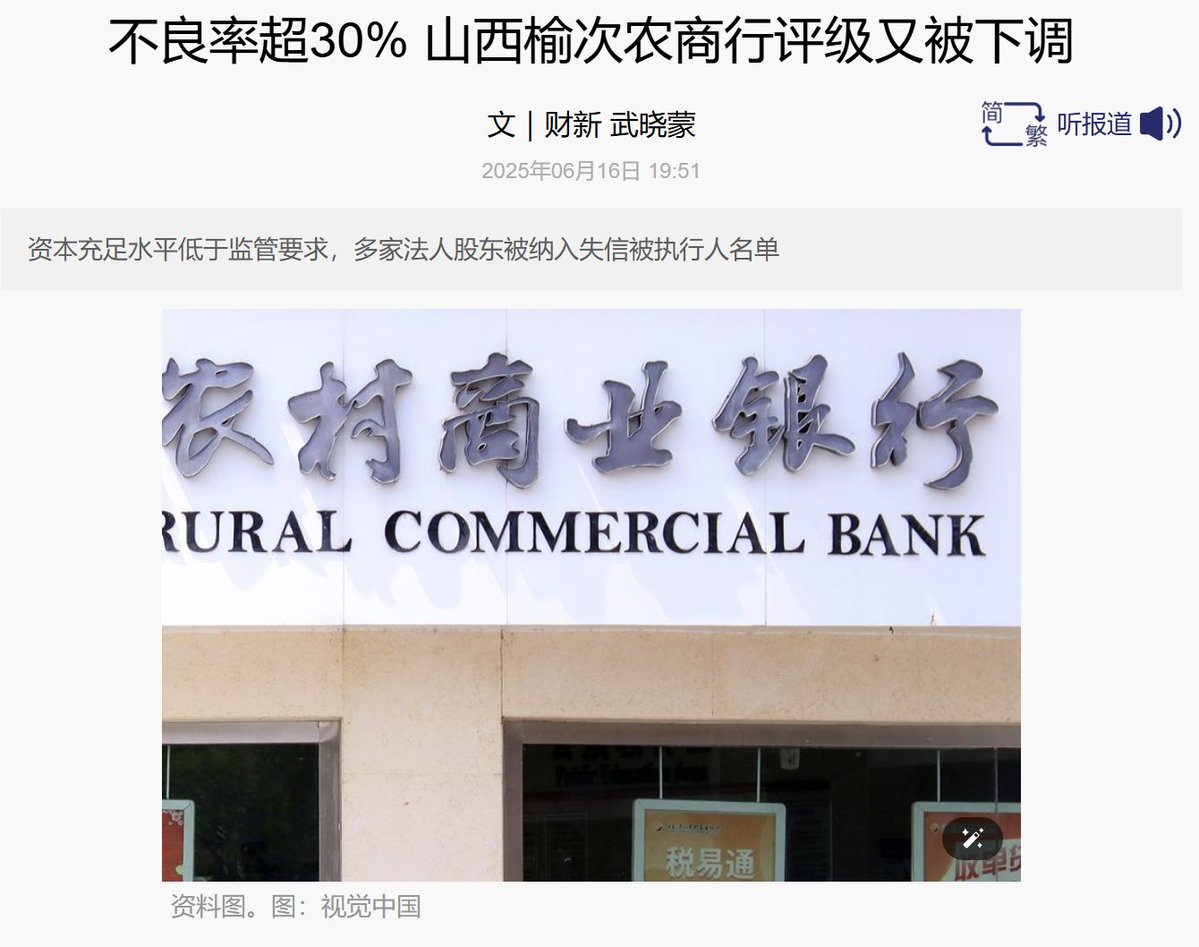 不良率超30% 山西榆次农商行评级又被下调
文｜财新 武晓蒙
2025年06月16日 19:51
简
繁
听报道
资本充足水平低于监管要求，多家法人股东被纳入失信被执行人名单
农村商业银行
RURAL COMMERCIAL BANK
税易通
资料图。图：视觉中国